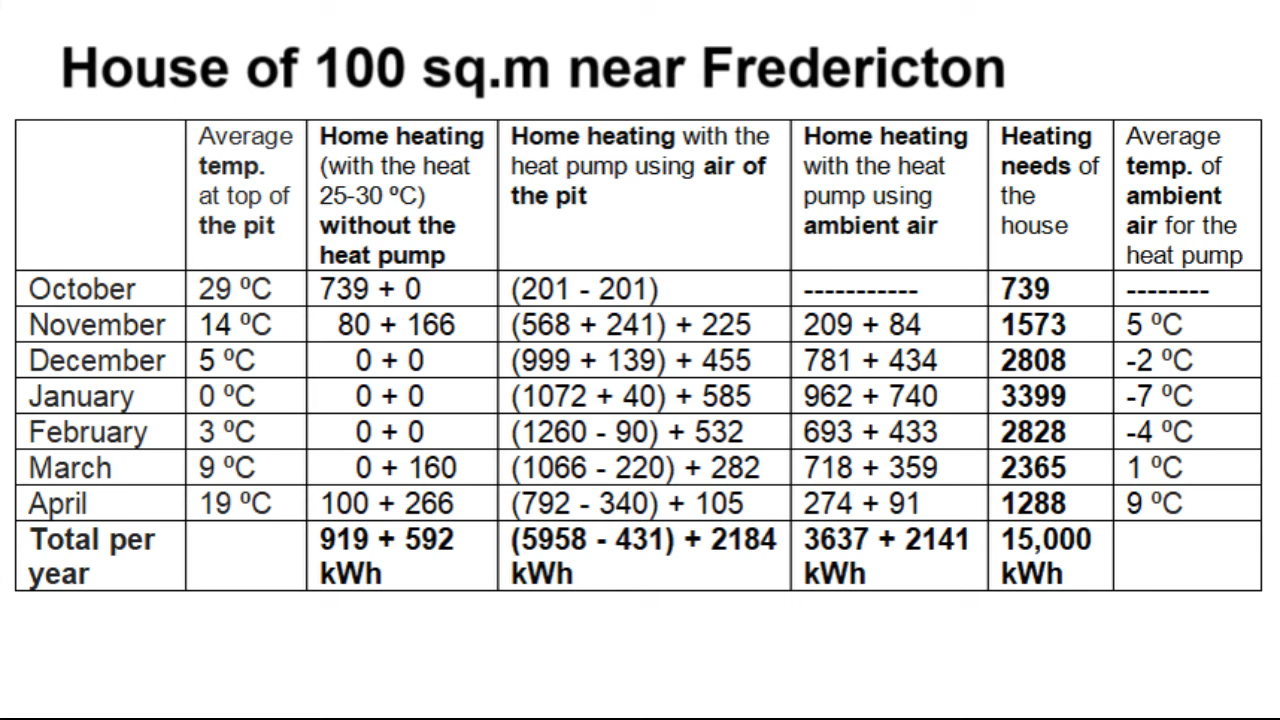 House of 100 sq.m near Fredericton
Average temp. at top of the pit | Home heating (with the heat 25-30 ºC) without the heat pump | Home heating with the heat pump using air of the pit | Home heating with the heat pump using ambient air | Heating needs of the house | Average temp. of ambient air for the heat pump
October | 29 ºC | 739 + 0 | (201 - 201) | ----------- | 739 | --------
November | 14 ºC | 80 + 166 | (568 + 241) + 225 | 209 + 84 | 1573 | 5 ºC
December | 5 ºC | 0 + 0 | (999 + 139) + 455 | 781 + 434 | 2808 | -2 ºC
January | 0 ºC | 0 + 0 | (1072 + 40) + 585 | 962 + 740 | 3399 | -7 ºC
February | 3 ºC | 0 + 0 | (1260 - 90) + 532 | 693 + 433 | 2828 | -4 ºC
March | 9 ºC | 0 + 160 | (1066 - 220) + 282 | 718 + 359 | 2365 | 1 ºC
April | 19 ºC | 100 + 266 | (792 - 340) + 105 | 274 + 91 | 1288 | 9 ºC
Total per year | 919 + 592 kWh | (5958 - 431) + 2184 kWh | 3637 + 2141 kWh | 15,000 kWh